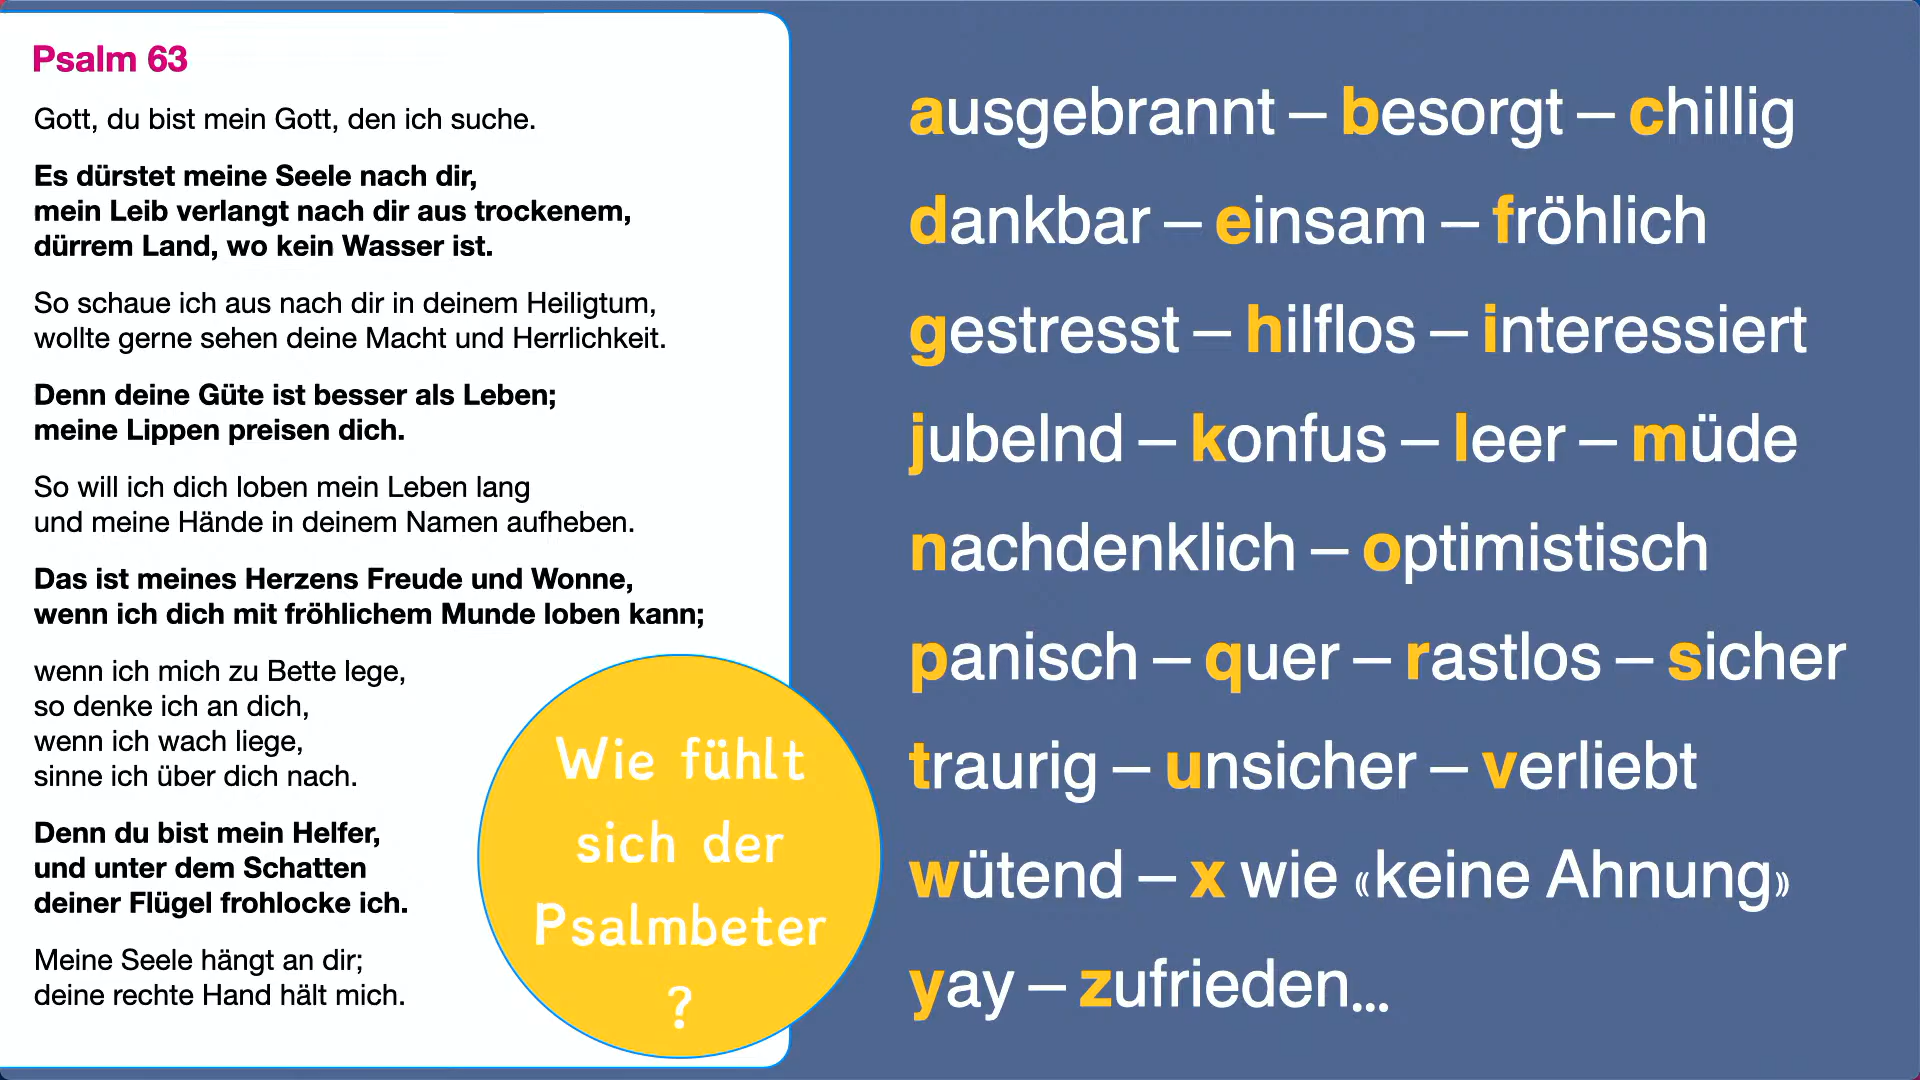 Psalm 63
Gott, du bist mein Gott, den ich suche.
Es dürstet meine Seele nach dir,
mein Leib verlangt nach dir aus trockenem,
dürrem Land, wo kein Wasser ist.
So schaue ich aus nach dir in deinem Heiligtum,
wollte gerne sehen deine Macht und Herrlichkeit.
Denn deine Güte ist besser als Leben;
meine Lippen preisen dich.
So will ich dich loben mein Leben lang
und meine Hände in deinem Namen aufheben.
Das ist meines Herzens Freude und Wonne,
wenn ich dich mit fröhlichem Munde loben kann;
wenn ich mich zu Bette lege,
so denke ich an dich,
wenn ich wach liege,
sinne ich über dich nach.
Denn du bist mein Helfer,
und unter dem Schatten
deiner Flügel frohlocke ich.
Meine Seele hängt an dir;
deine rechte Hand hält mich.
Wie fühlt
sich der
Psalmbeter
?
ausgebrannt – besorgt – chillig
dankbar – einsam – fröhlich
gestresst – hilflos – interessiert
jubelnd – konfus – leer – müde
nachdenklich – optimistisch
panisch – quer – rastlos – sicher
traurig – unsicher – verliebt
wütend – x wie «keine Ahnung»
yay – zufrieden...